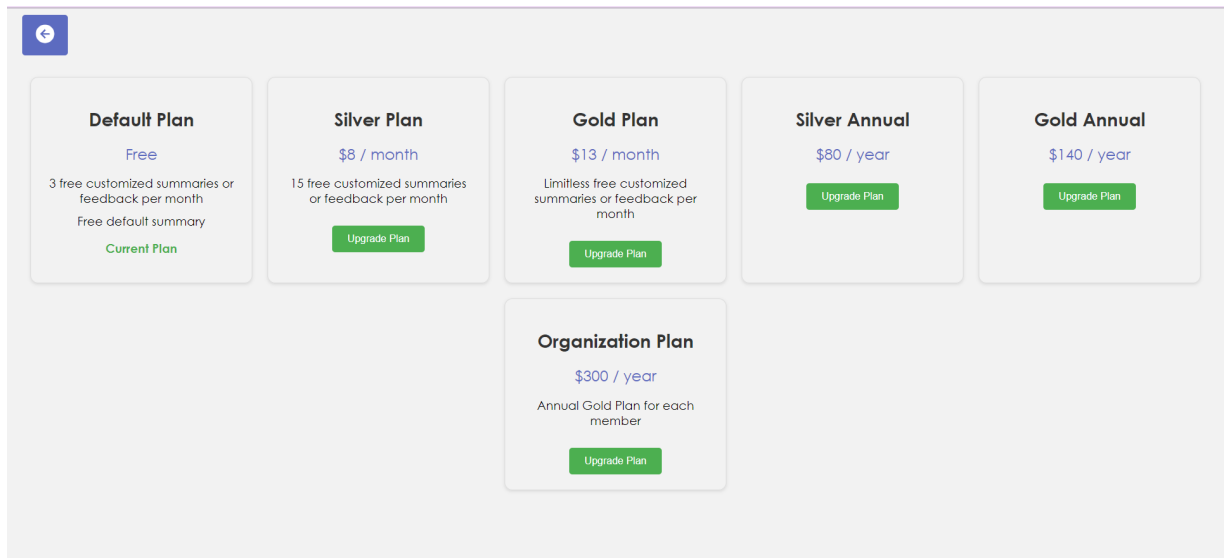 Default Plan
Free
3 free customized summaries or
feedback per month
Free default summary
Current Plan
Silver Plan
$8 / month
15 free customized summaries
or feedback per month
Upgrade Plan
Gold Plan
$13 / month
Limitless free customized
summaries or feedback per
month
Upgrade Plan
Silver Annual
$80 / year
Upgrade Plan
Gold Annual
$140 / year
Upgrade Plan
Organization Plan
$300 / year
Annual Gold Plan for each
member
Upgrade Plan